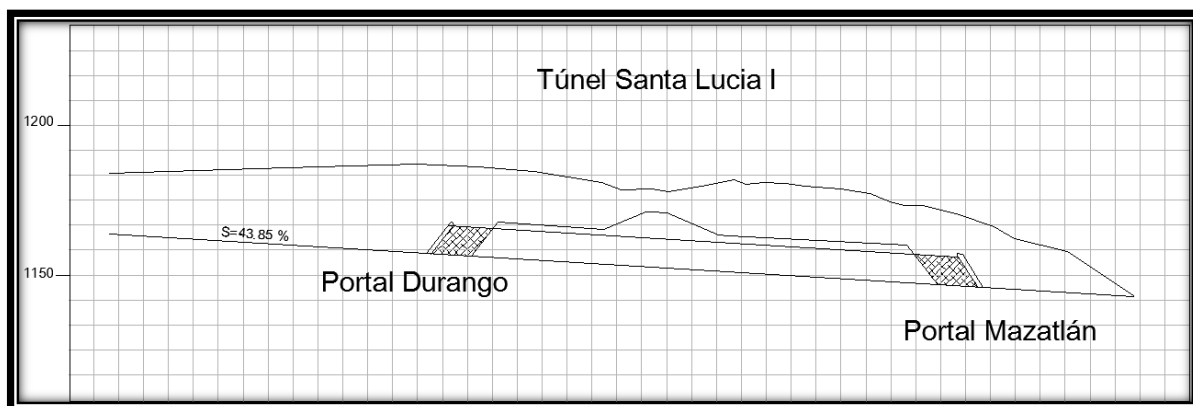 Túnel Santa Lucia I
1200
S=43.85 %
1150
Portal Durango
Portal Mazatlán